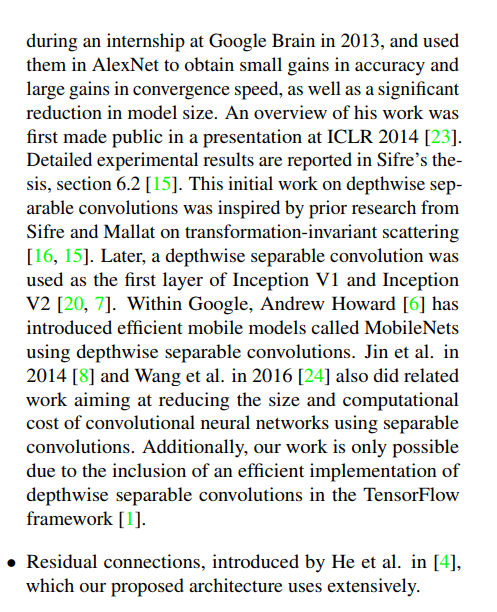 during an internship at Google Brain in 2013, and used
them in AlexNet to obtain small gains in accuracy and
large gains in convergence speed, as well as a significant
reduction in model size. An overview of his work was
first made public in a presentation at ICLR 2014 [23].
Detailed experimental results are reported in Sifre's the-
sis, section 6.2 [15]. This initial work on depthwise sep-
arable convolutions was inspired by prior research from
Sifre and Mallat on transformation-invariant scattering
[16, 15]. Later, a depthwise separable convolution was
used as the first layer of Inception V1 and Inception
V2 [20, 7]. Within Google, Andrew Howard [6] has
introduced efficient mobile models called MobileNets
using depthwise separable convolutions. Jin et al. in
2014 [8] and Wang et al. in 2016 [24] also did related
work aiming at reducing the size and computational
cost of convolutional neural networks using separable
convolutions. Additionally, our work is only possible
due to the inclusion of an efficient implementation of
depthwise separable convolutions in the TensorFlow
framework [1].
• Residual connections, introduced by He et al. in [4],
which our proposed architecture uses extensively.